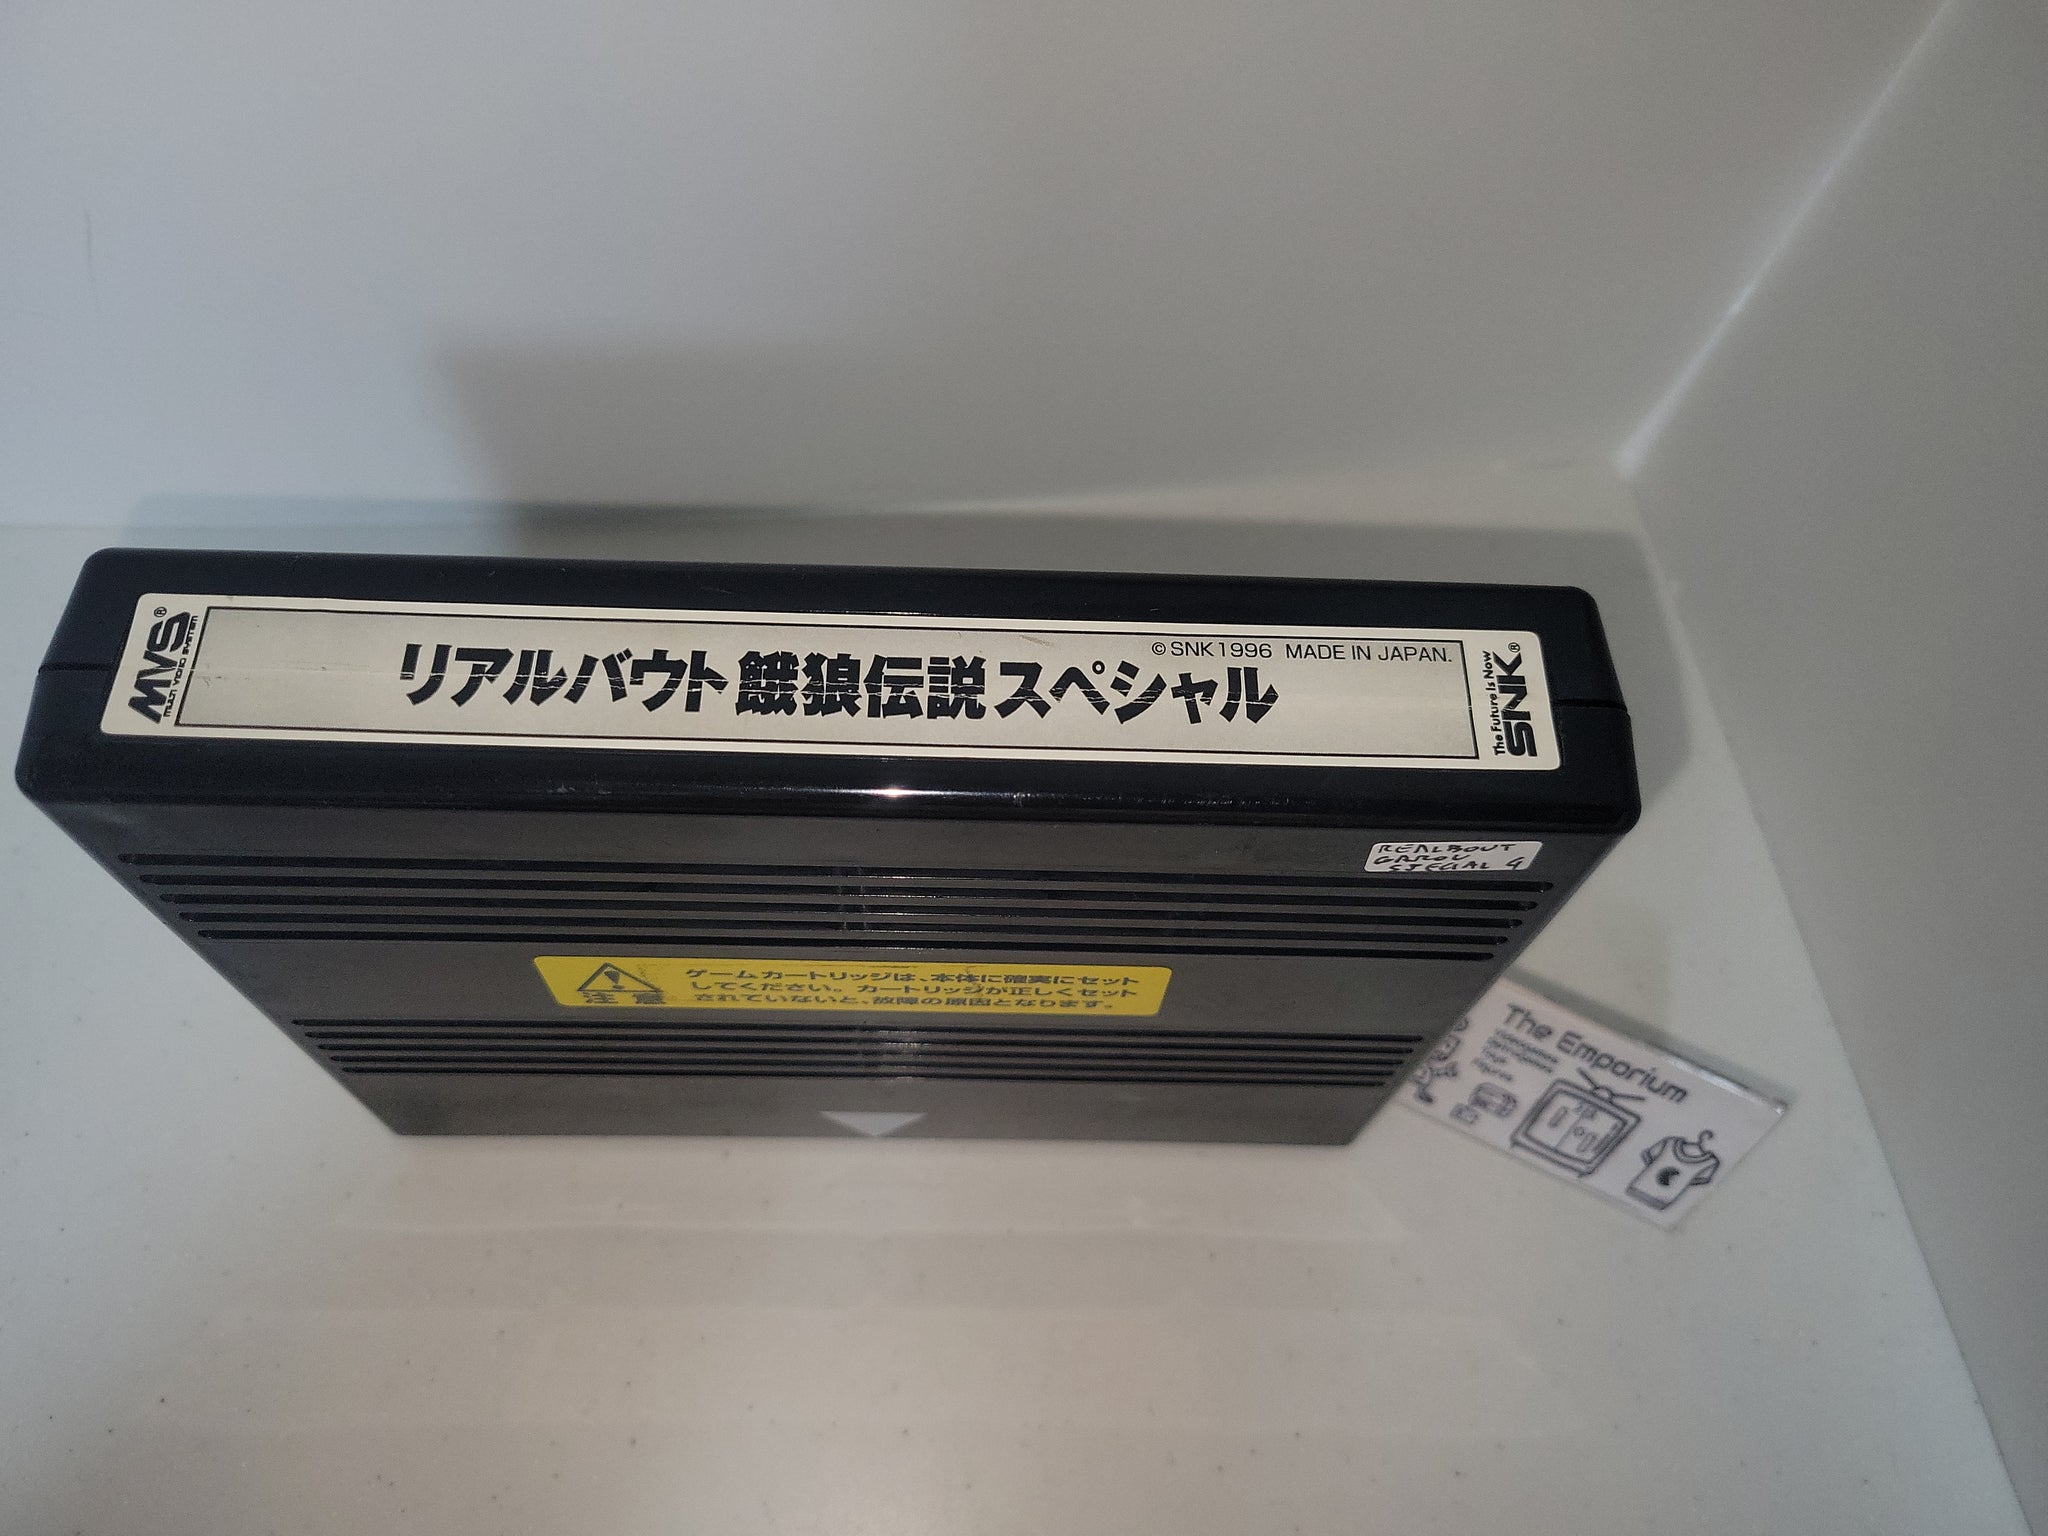 MVS®
MULTI VIDEO SYSTEM
©SNK1996 MADE IN JAPAN.
リアルバウト餓狼伝説スペシャル
The Future Is Now
SNK®
REALBOUT
GAROU
SPECIAL G
注意
ゲームカートリッジは、本体に確実にセット
してください。カートリッジが正しくセット
されていないと、故障の原因となります。
The Emporium